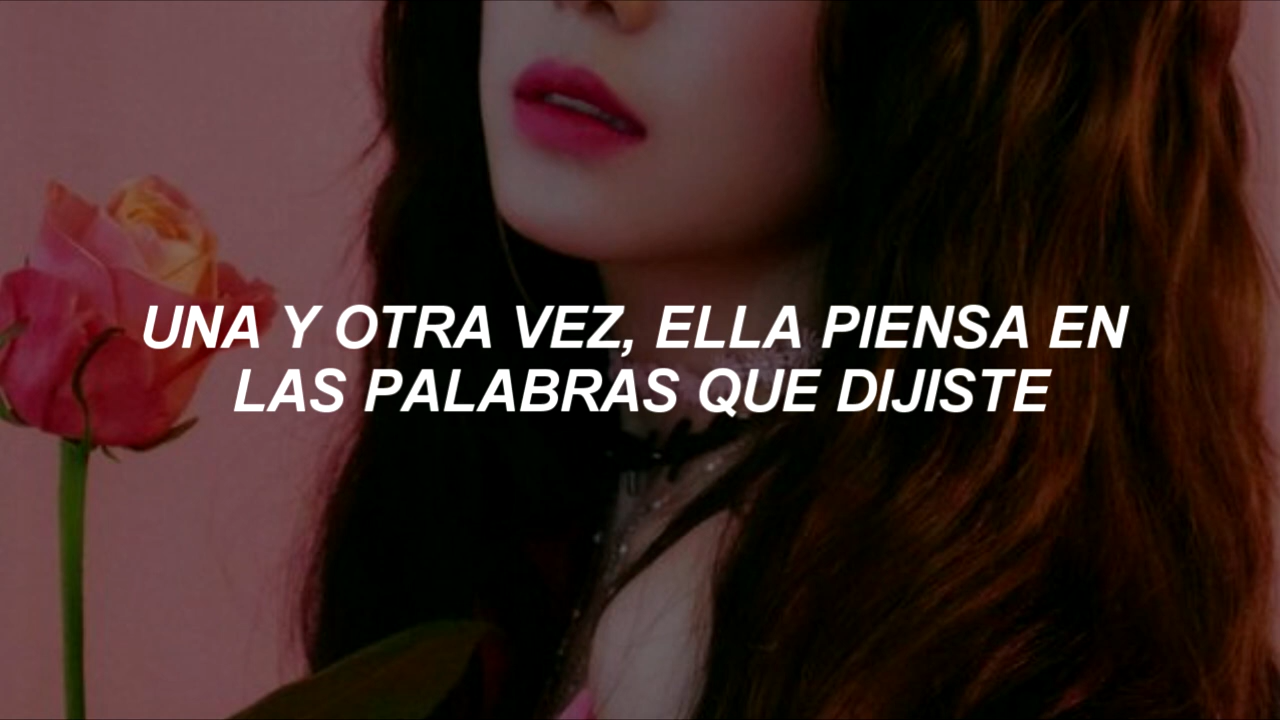 UNA Y OTRA VEZ, ELLA PIENSA EN
LAS PALABRAS QUE DIJISTE